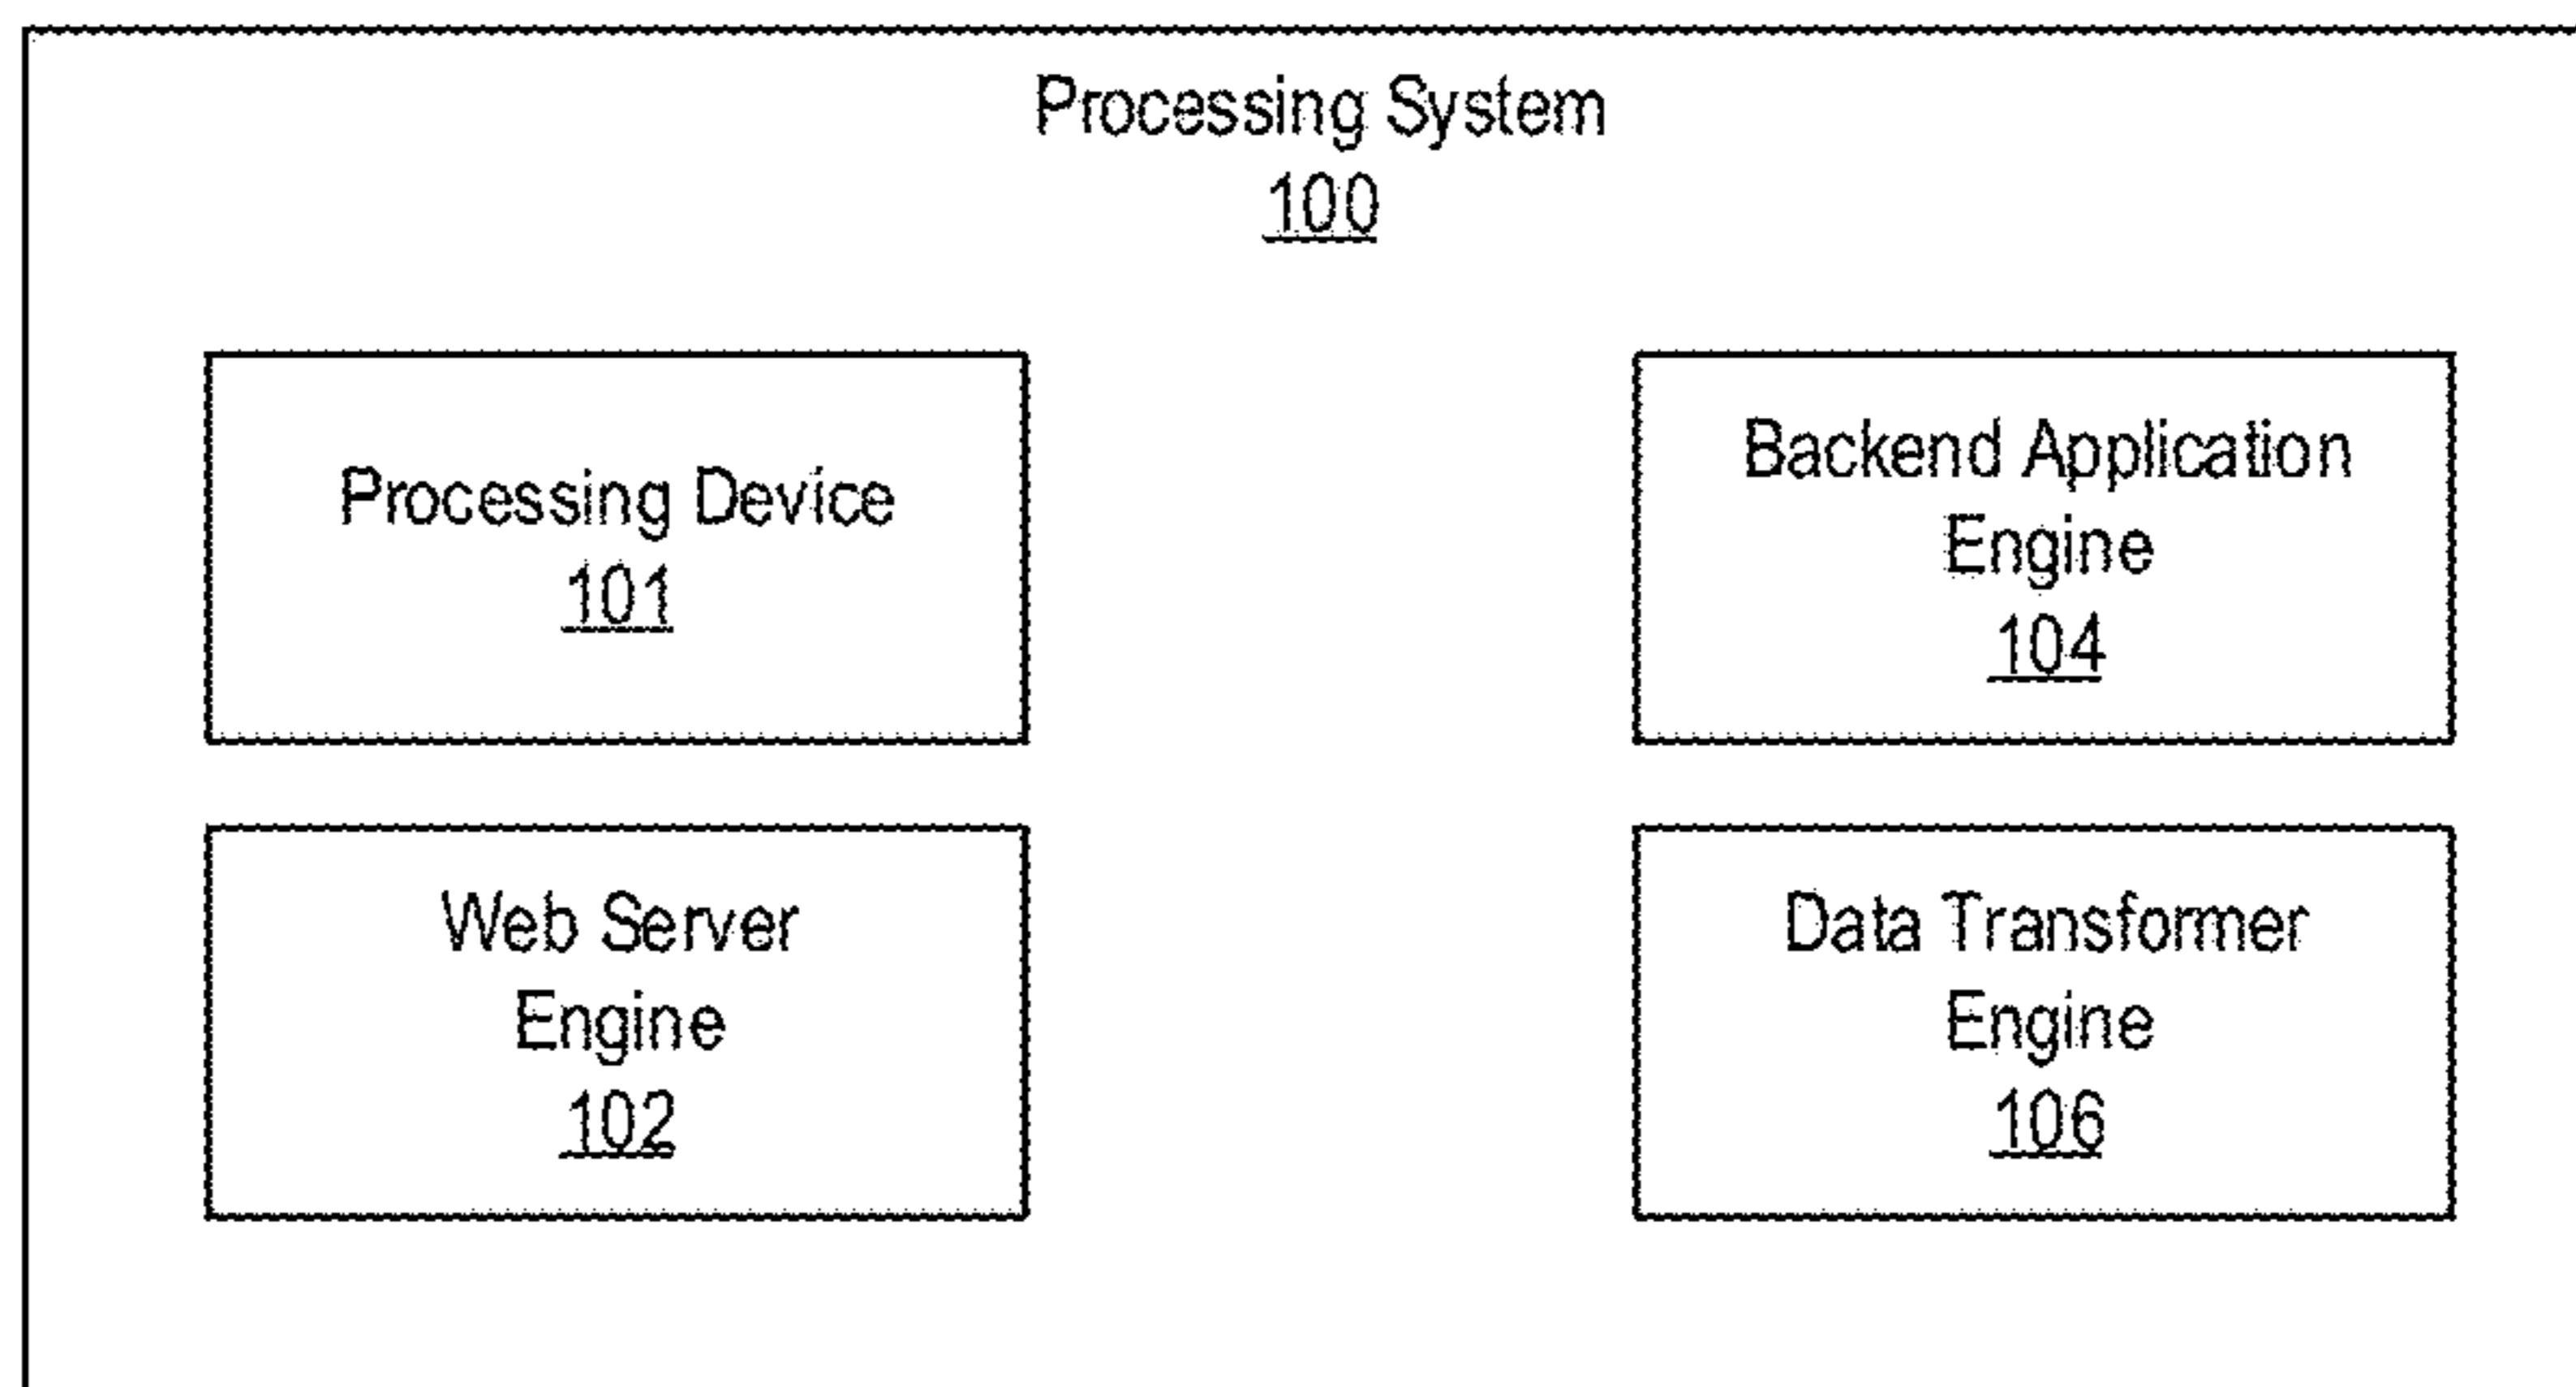 Processing System
100
Processing Device
101
Backend Application
Engine
104
Web Server
Engine
102
Data Transformer
Engine
106